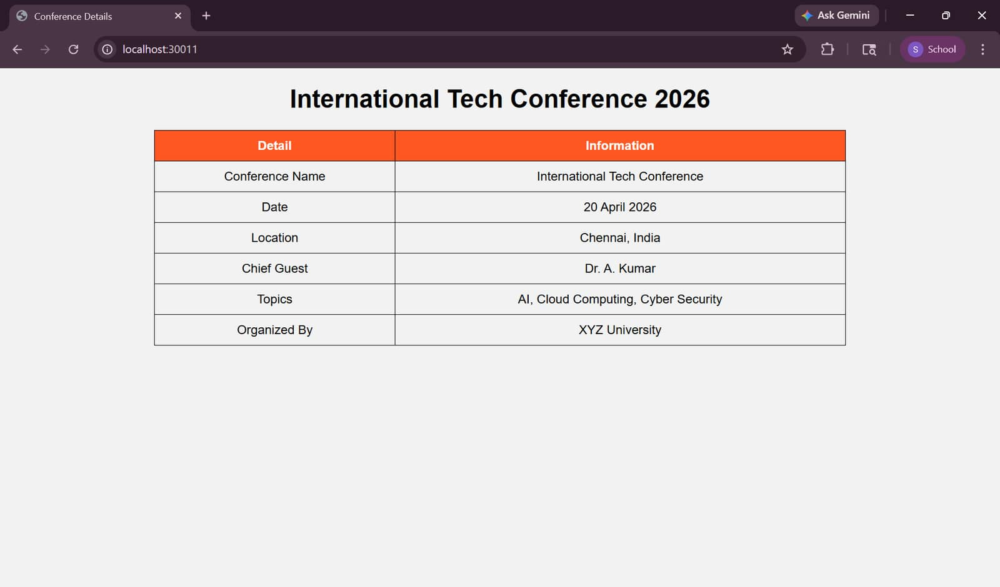 Conference Details
Ask Gemini
localhost:30011
S School
International Tech Conference 2026
Detail Information
Conference Name International Tech Conference
Date 20 April 2026
Location Chennai, India
Chief Guest Dr. A. Kumar
Topics AI, Cloud Computing, Cyber Security
Organized By XYZ University